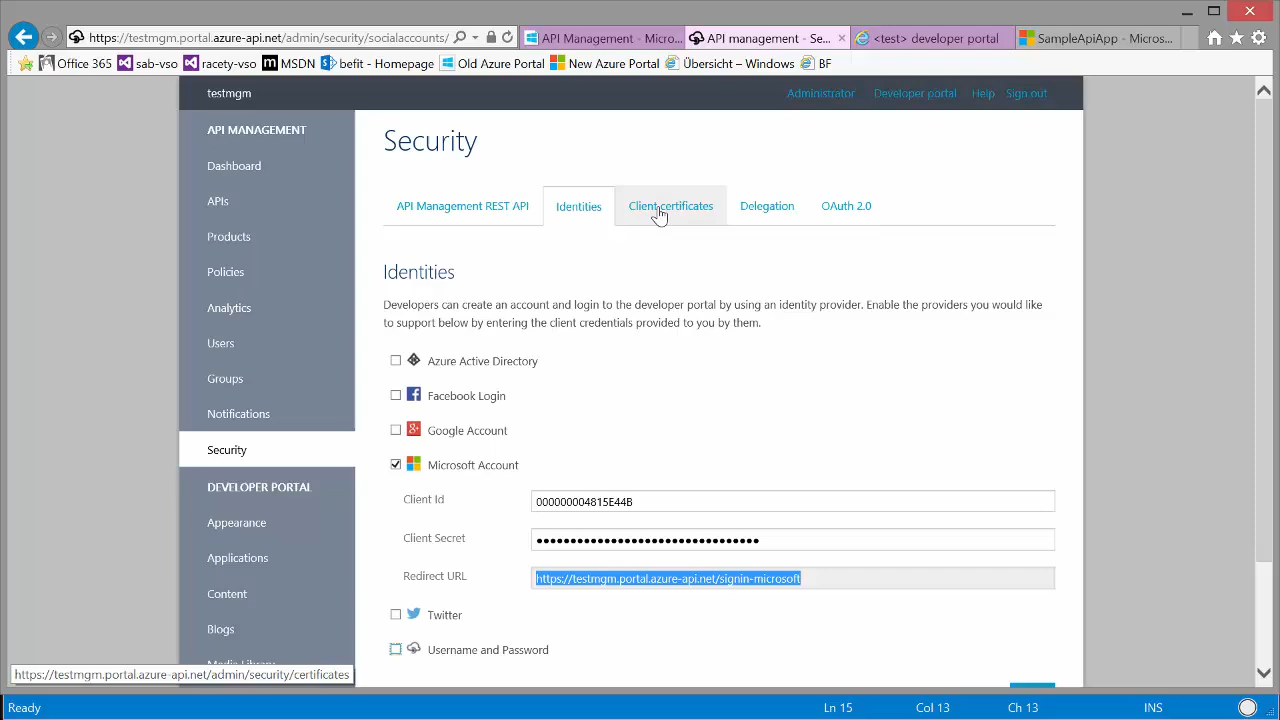 https://testmgm.portal.azure-api.net/admin/security/socialaccounts/
API Management - Micro...
API management - Se...
<test> developer portal
SampleApiApp - Micros...
Office 365
sab-vso
racety-vso
MSDN
befit - Homepage
Old Azure Portal
New Azure Portal
Übersicht – Windows
BF
testmgm
Administrator
Developer portal
Help
Sign out
API MANAGEMENT
Dashboard
APIs
Products
Policies
Analytics
Users
Groups
Notifications
Security
DEVELOPER PORTAL
Appearance
Applications
Content
Blogs
Media Library
Security
API Management REST API
Identities
Client certificates
Delegation
OAuth 2.0
Identities
Developers can create an account and login to the developer portal by using an identity provider. Enable the providers you would like
to support below by entering the client credentials provided to you by them.
Azure Active Directory
Facebook Login
Google Account
Microsoft Account
Client Id
000000004815E44B
Client Secret
Redirect URL
https://testmgm.portal.azure-api.net/signin-microsoft
Twitter
Username and Password
https://testmgm.portal.azure-api.net/admin/security/certificates
Ready
Ln 15
Col 13
Ch 13
INS